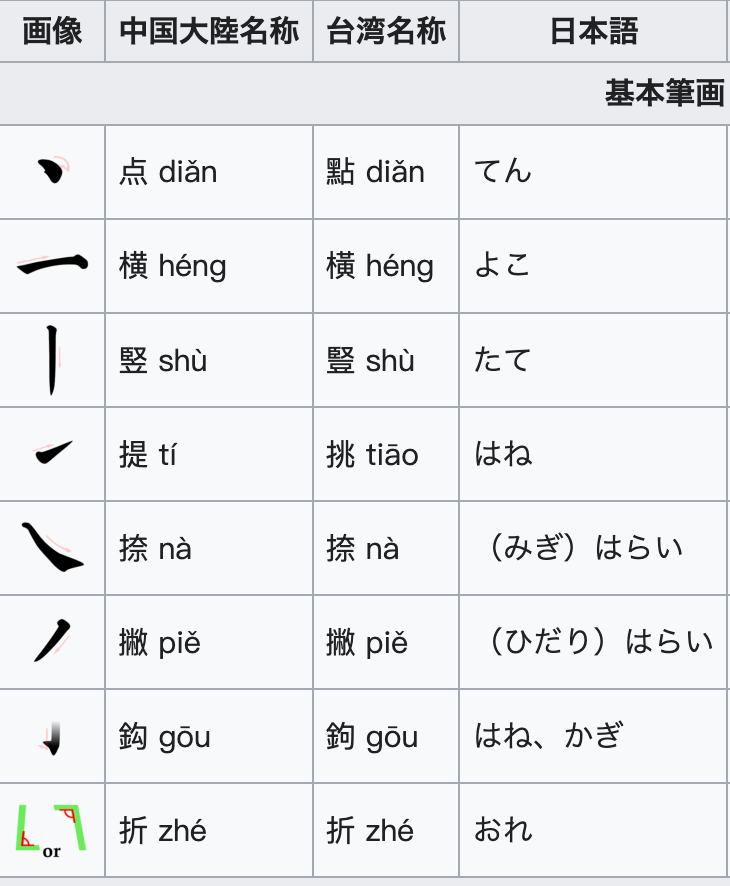 画像 中国大陸名称 台湾名称 日本語
基本筆画
点 diǎn 點 diǎn てん
横 héng 橫 héng よこ
竖 shù 豎 shù たて
提 tí 挑 tiāo はね
捺 nà 捺 nà （みぎ）はらい
撇 piě 撇 piě （ひだり）はらい
鈎 gōu 鉤 gōu はね、かぎ
or 折 zhé 折 zhé おれ